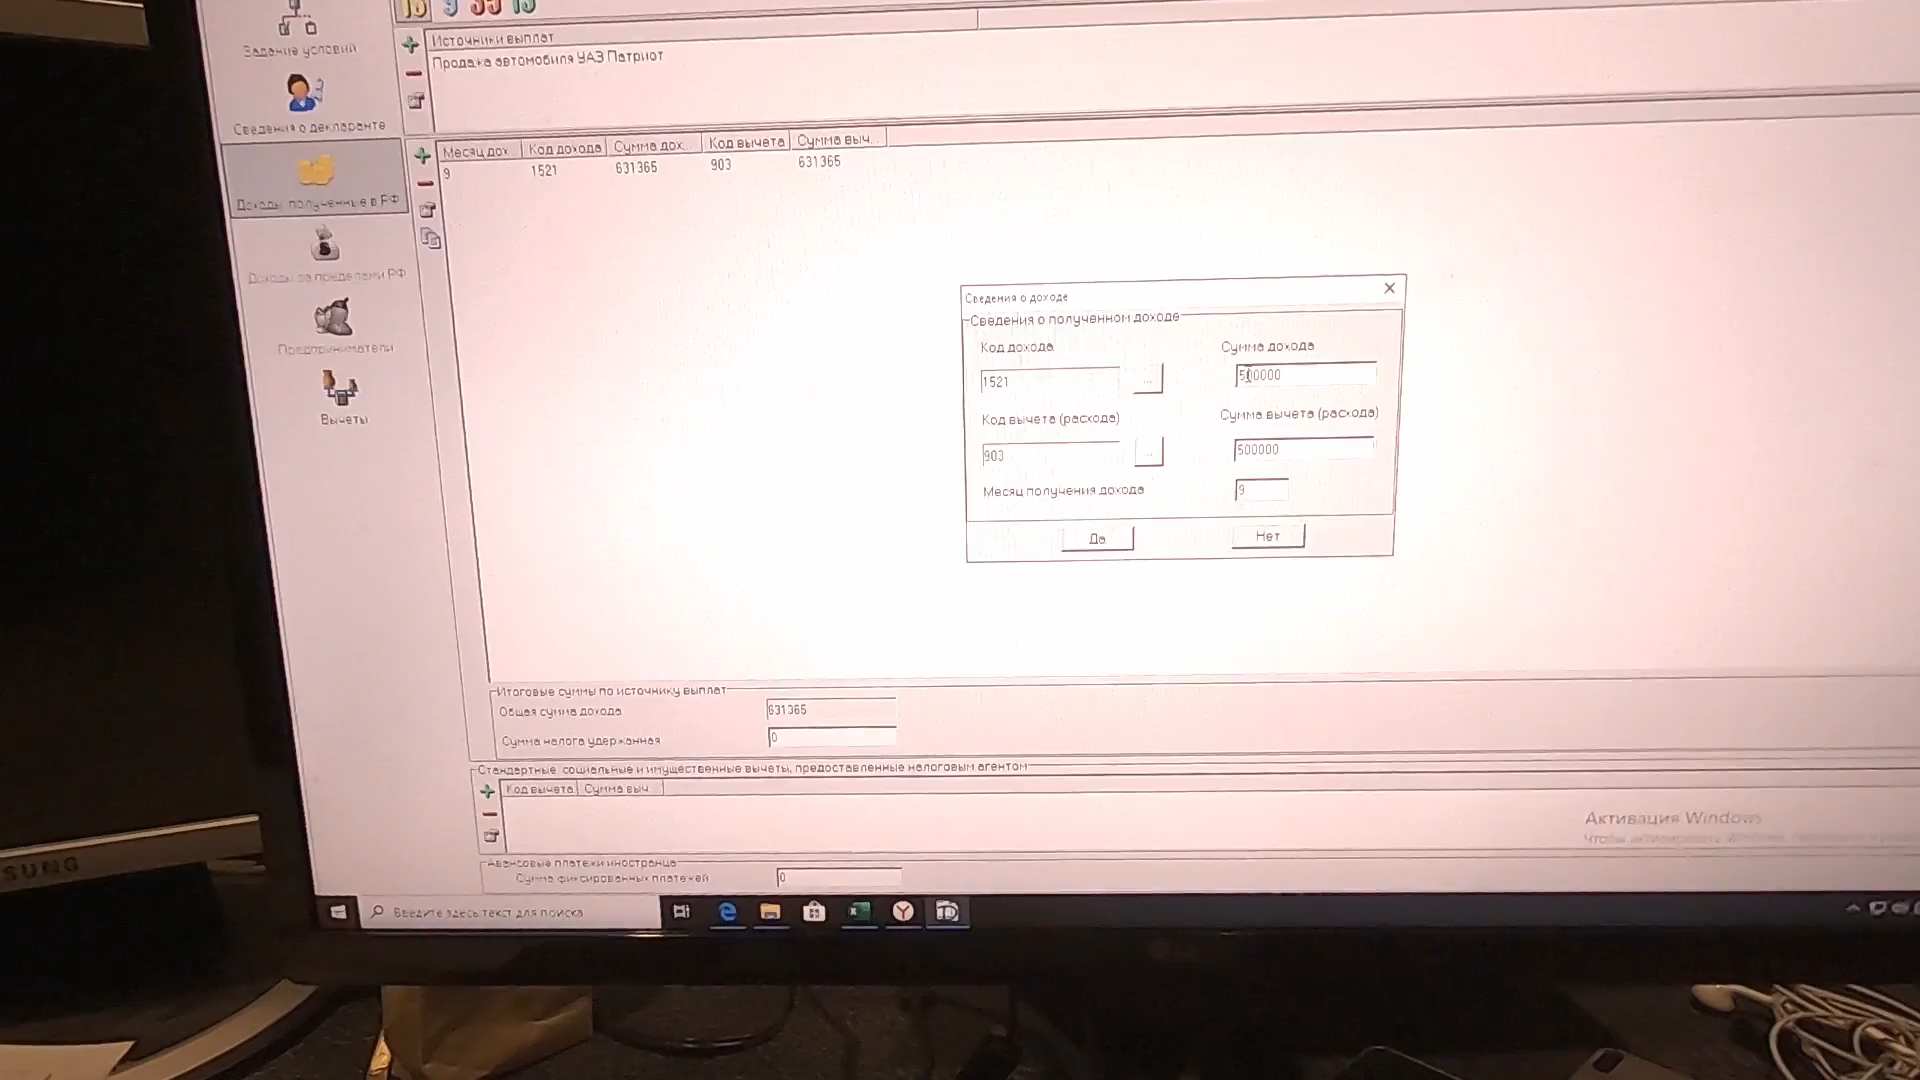 Задание условий
Сведения о декларанте
Доходы, полученные в РФ
Доходы за пределами РФ
Предприниматели
Вычеты
Источники выплат
Продажа автомобиля УАЗ Патриот
Месяц дох... Код дохода Сумма дох... Код вычета Сумма выч...
9 1521 631365 903 631365
Сведения о доходе
Сведения о полученном доходе
Код дохода Сумма дохода
1521 ... 500000
Код вычета (расхода) Сумма вычета (расхода)
903 ... 500000
Месяц получения дохода 9
Да Нет
Итоговые суммы по источнику выплат
Общая сумма дохода 631365
Сумма налога удержанная 0
Стандартные, социальные и имущественные вычеты, предоставленные налоговым агентом
Код вычета Сумма выч...
Авансовые платежи иностранца
Сумма фиксированных платежей 0
Активация Windows
Введите здесь текст для поиска
SUNG